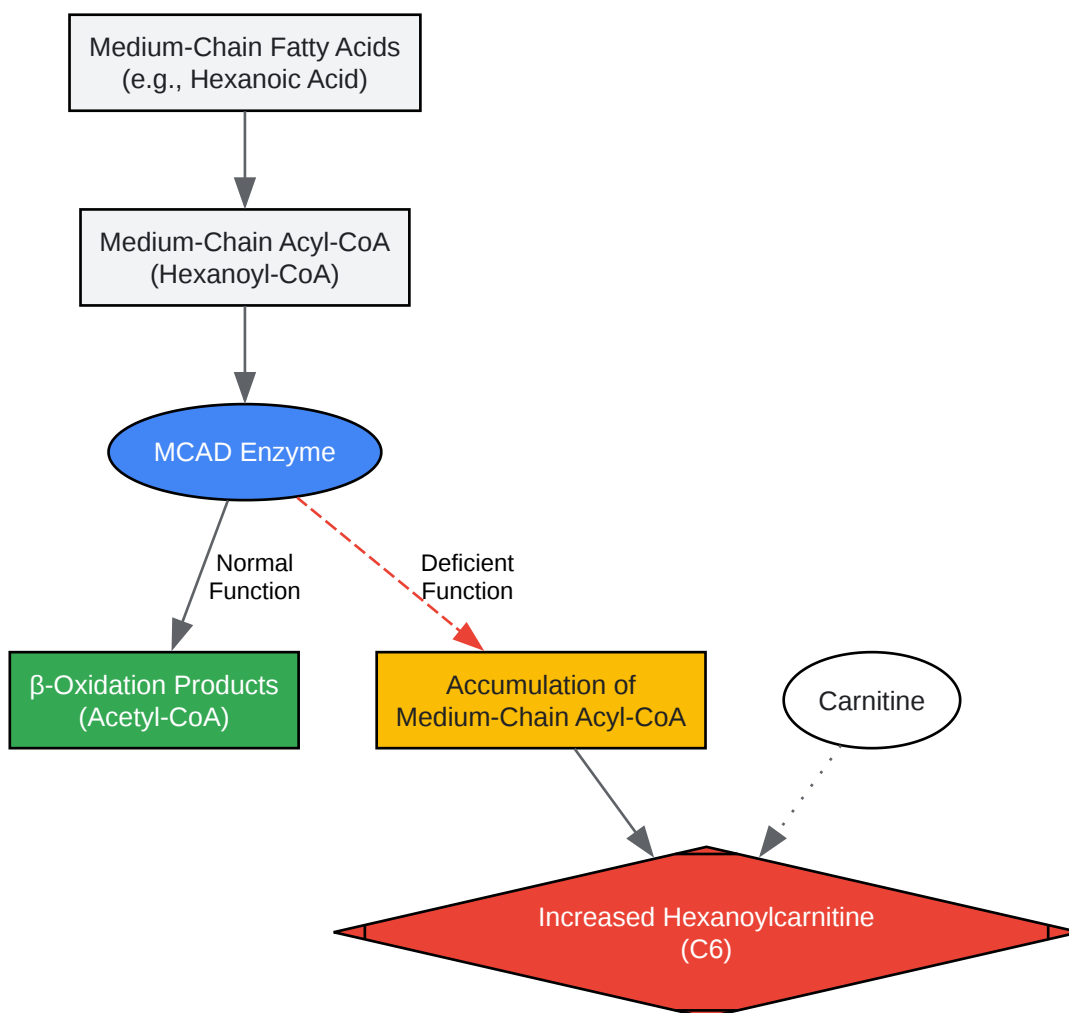 Medium-Chain Fatty Acids
(e.g., Hexanoic Acid)
Medium-Chain Acyl-CoA
(Hexanoyl-CoA)
MCAD Enzyme
Normal
Function
Deficient
Function
β-Oxidation Products
(Acetyl-CoA)
Accumulation of
Medium-Chain Acyl-CoA
Carnitine
Increased Hexanoylcarnitine
(C6)